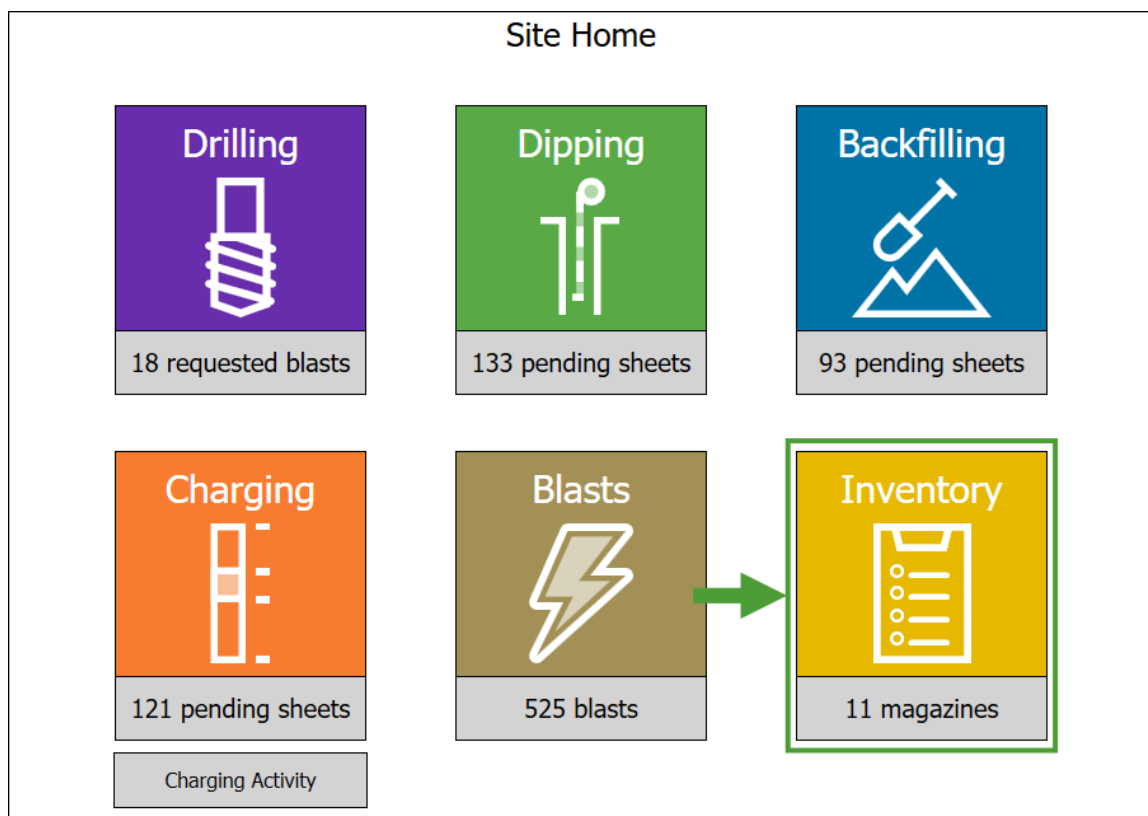 Site Home
Drilling
18 requested blasts
Dipping
133 pending sheets
Backfilling
93 pending sheets
Charging
121 pending sheets
Charging Activity
Blasts
525 blasts
Inventory
11 magazines